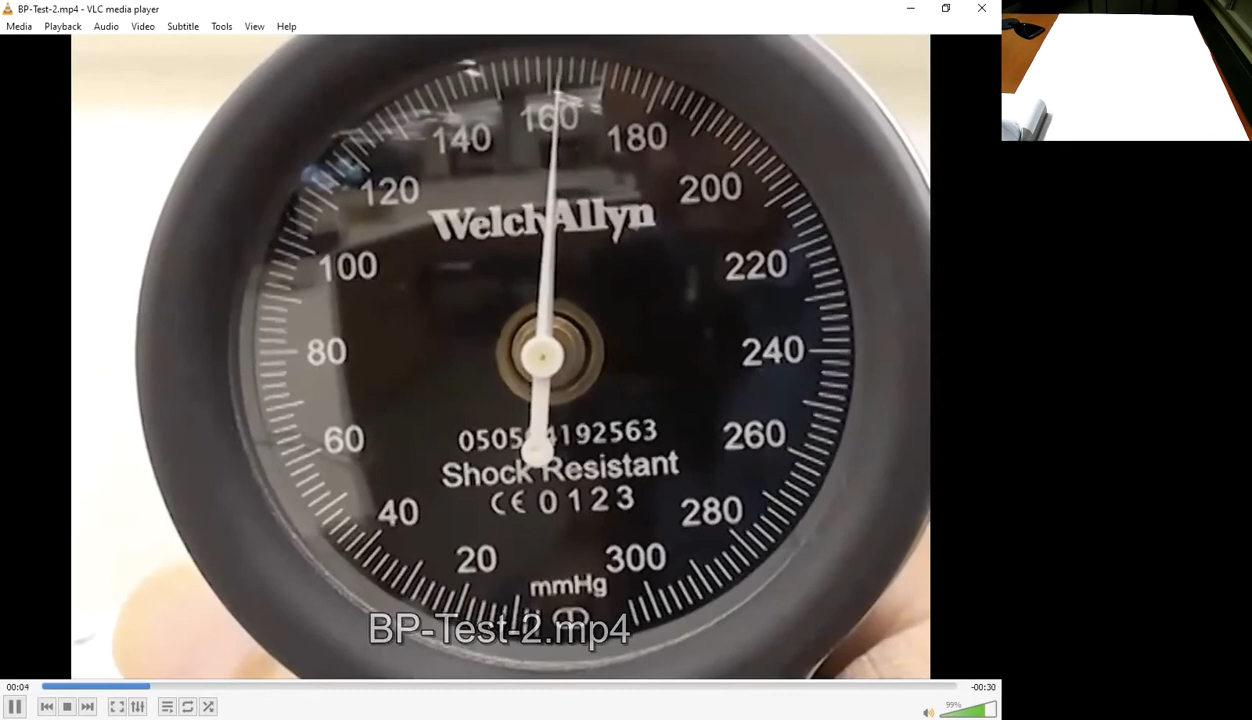 BP-Test-2.mp4 - VLC media player
Media Playback Audio Video Subtitle Tools View Help
160
140 180
120 200
WelchAllyn
100 220
80 240
60 260
Shock Resistant
CE 0123
40 280
20 300
mmHg
BP-Test-2.mp4
00:04 -00:30
99%